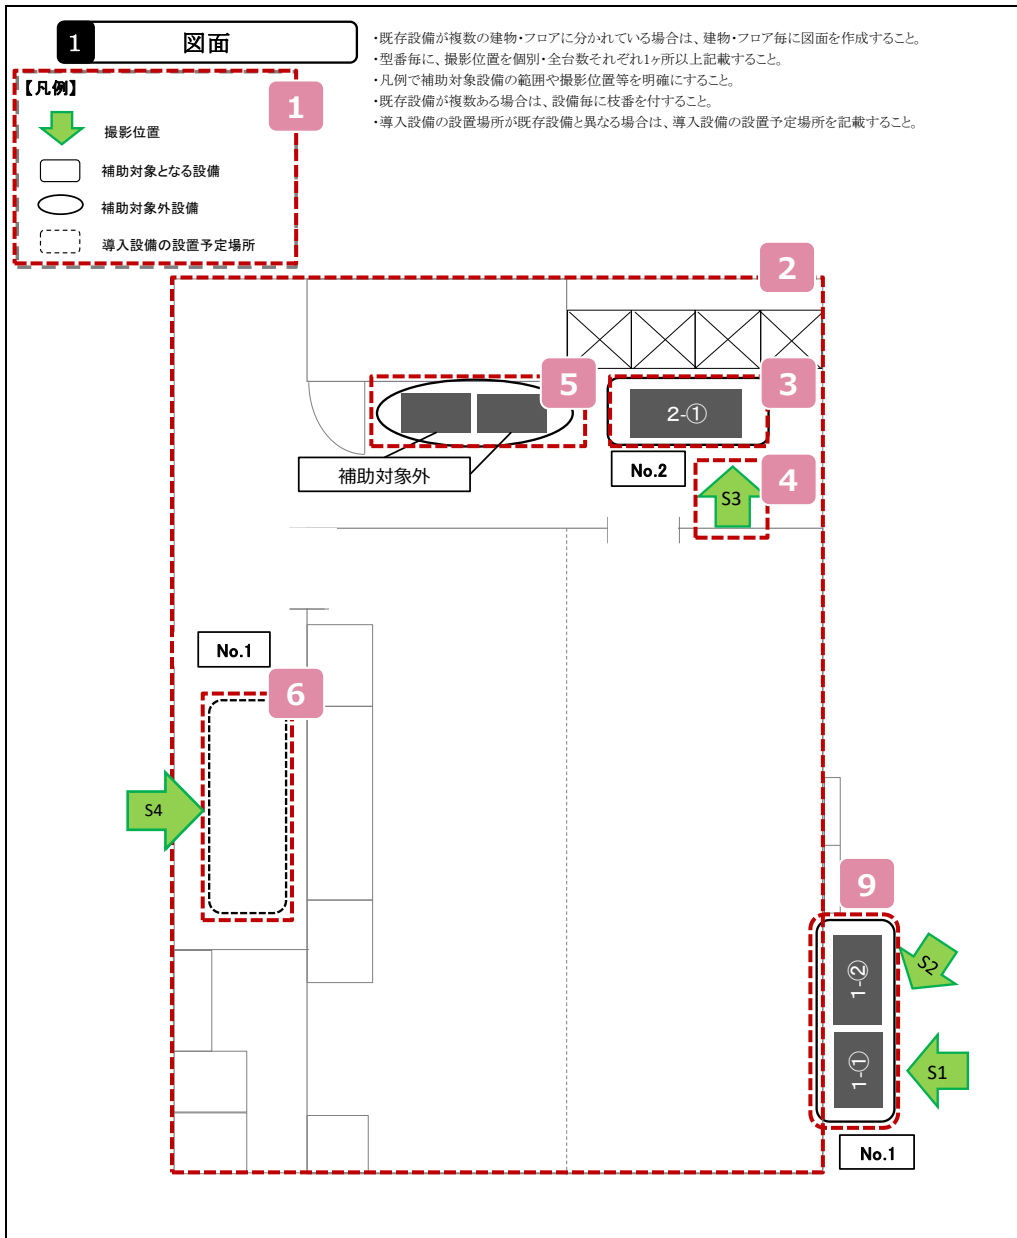 1 図面
・既存設備が複数の建物・フロアに分かれている場合は、建物・フロア毎に図面を作成すること。
・型番毎に、撮影位置を個別・全台数それぞれ1ヶ所以上記載すること。
・凡例で補助対象設備の範囲や撮影位置等を明確にすること。
・既存設備が複数ある場合は、設備毎に枝番を付すること。
・導入設備の設置場所が既存設備と異なる場合は、導入設備の設置予定場所を記載すること。
【凡例】
1
撮影位置
補助対象となる設備
補助対象外設備
導入設備の設置予定場所
2
5
3
2-①
補助対象外
No.2
4
S3
No.1
6
S4
9
1-②
S2
1-①
S1
No.1